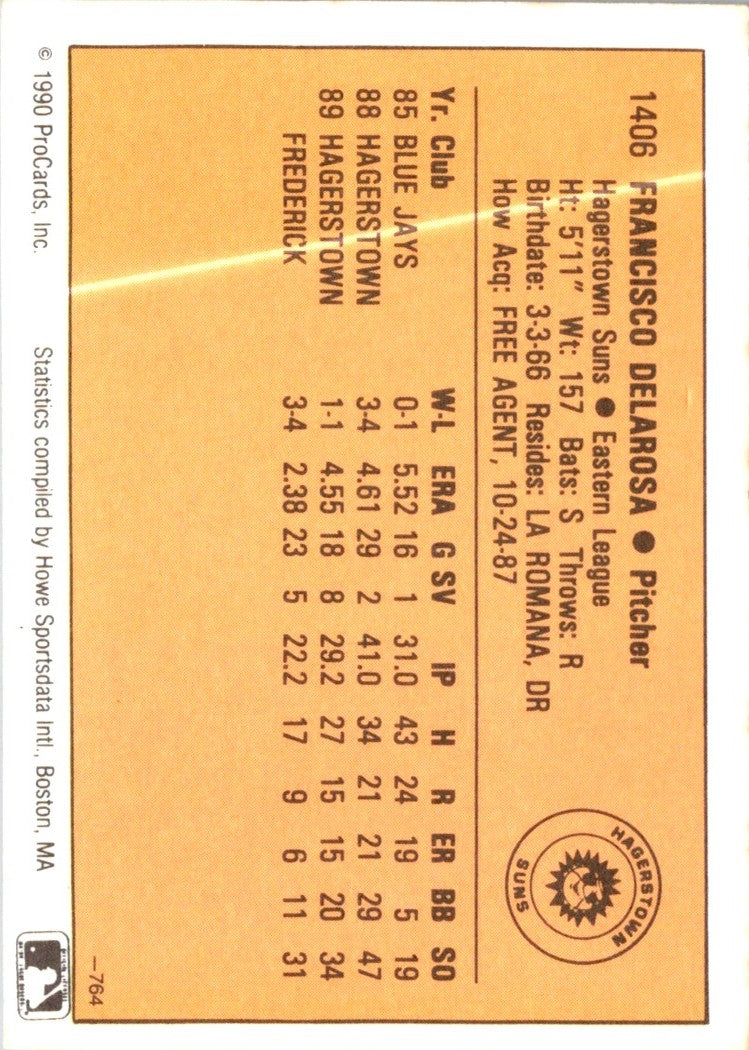 1406 FRANCISCO DELAROSA ● Pitcher
Hagerstown Suns ● Eastern League
Ht: 5'11" Wt: 157 Bats: S Throws: R
Birthdate: 3-3-66 Resides: LA ROMANA, DR
How Acq: FREE AGENT, 10-24-87
HAGERSTOWN
SUNS
Yr. Club W-L ERA G SV IP H R ER BB SO
85 BLUE JAYS 0-1 5.52 16 1 31.0 43 24 19 5 19
88 HAGERSTOWN 3-4 4.61 29 2 41.0 34 21 21 29 47
89 HAGERSTOWN 1-1 4.55 18 8 29.2 27 15 15 20 34
FREDERICK 3-4 2.38 23 5 22.2 17 9 6 11 31
—764
© 1990 ProCards, Inc. Statistics compiled by Howe Sportsdata Intl., Boston, MA